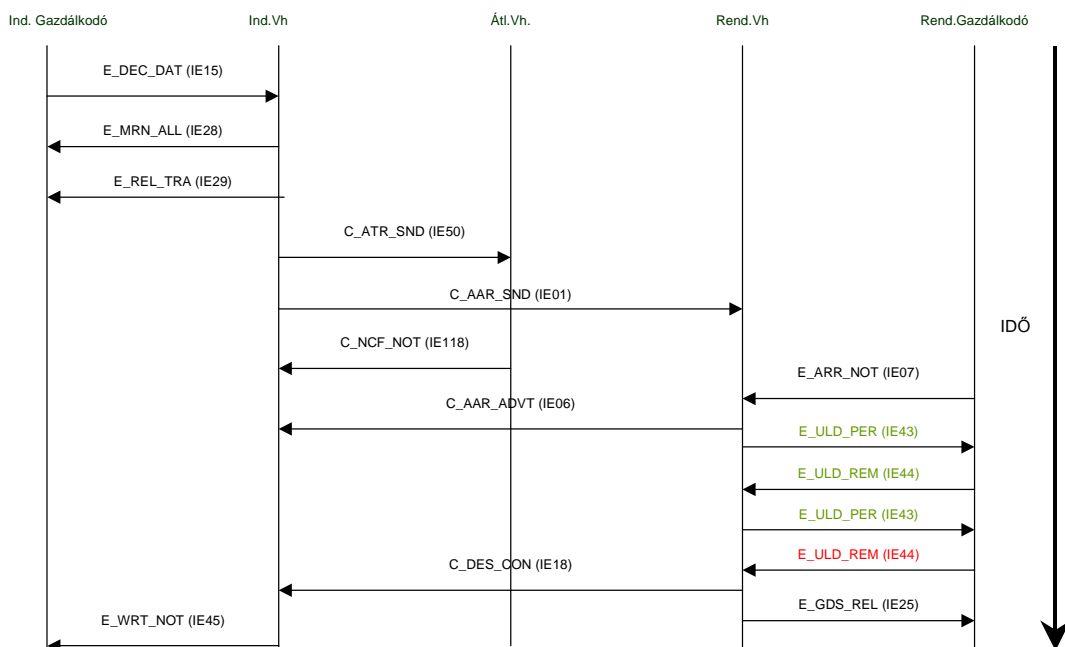 Ind. Gazdálkodó
Ind.Vh
Átl.Vh.
Rend.Vh
Rend.Gazdálkodó
E_DEC_DAT (IE15)
E_MRN_ALL (IE28)
E_REL_TRA (IE29)
C_ATR_SND (IE50)
C_AAR_SND (IE01)
IDŐ
C_NCF_NOT (IE118)
E_ARR_NOT (IE07)
C_AAR_ADVT (IE06)
E_ULD_PER (IE43)
E_ULD_REM (IE44)
E_ULD_PER (IE43)
E_ULD_REM (IE44)
C_DES_CON (IE18)
E_GDS_REL (IE25)
E_WRT_NOT (IE45)